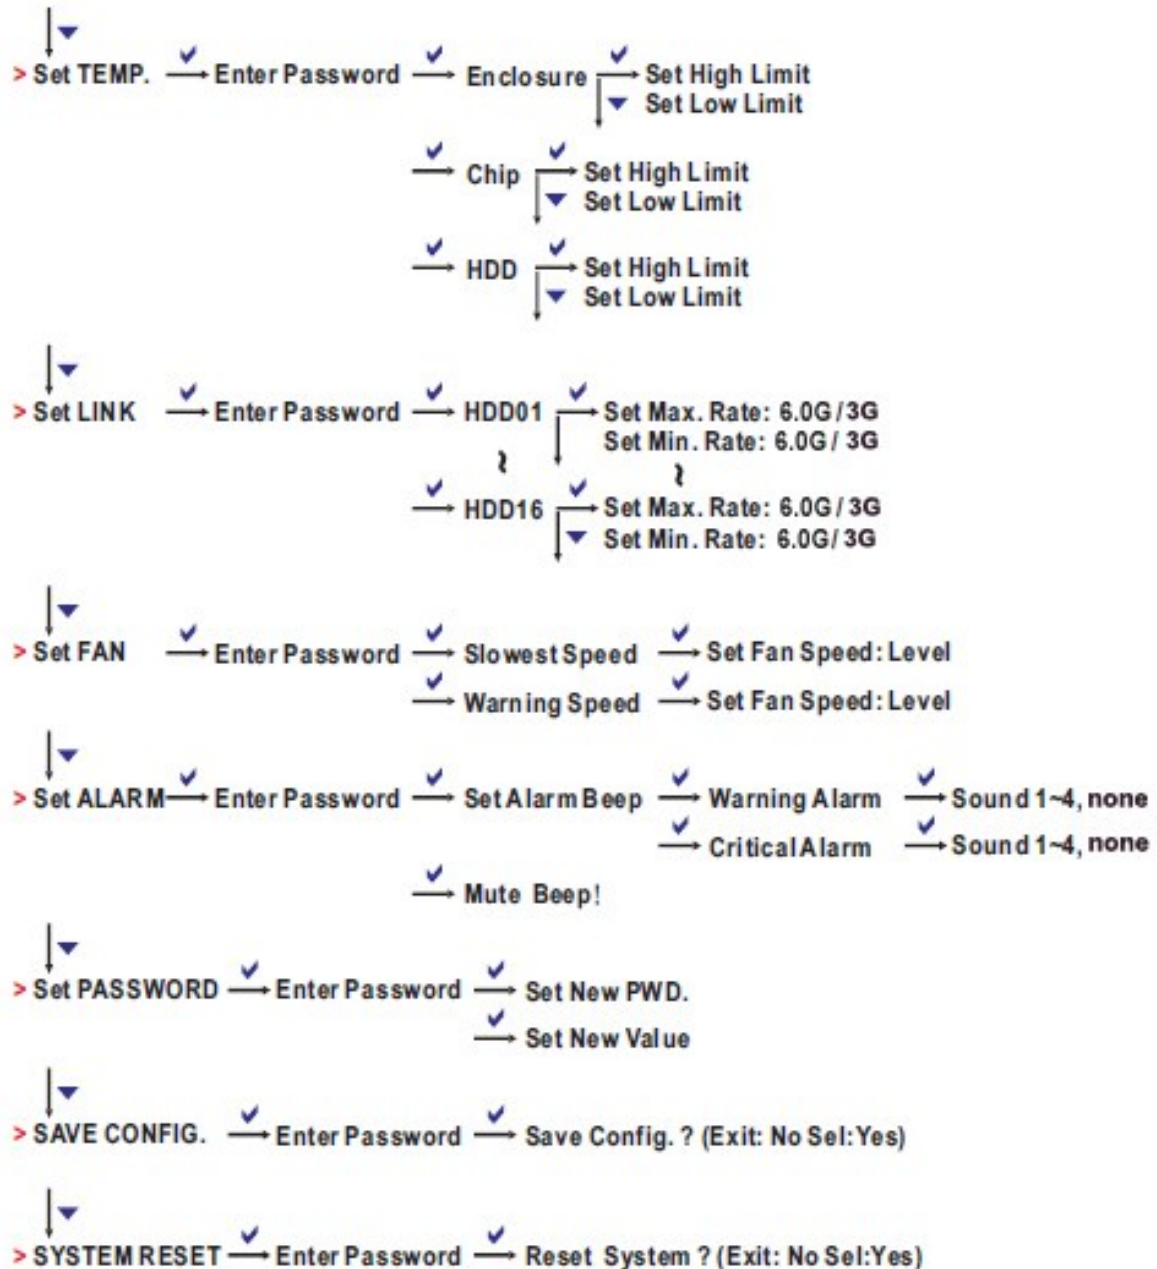 > Set TEMP. Enter Password Enclosure Set High Limit
Set Low Limit
Chip Set High Limit
Set Low Limit
HDD Set High Limit
Set Low Limit
> Set LINK Enter Password HDD01 Set Max. Rate: 6.0G/3G
Set Min. Rate: 6.0G/ 3G
~ ~
HDD16 Set Max. Rate: 6.0G/ 3G
Set Min. Rate: 6.0G/ 3G
> Set FAN Enter Password Slowest Speed Set Fan Speed: Level
Warning Speed Set Fan Speed: Level
> Set ALARM Enter Password Set Alarm Beep Warning Alarm Sound 1~4, none
Critical Alarm Sound 1~4, none
Mute Beep!
> Set PASSWORD Enter Password Set New PWD.
Set New Value
> SAVE CONFIG. Enter Password Save Config. ? (Exit: No Sel:Yes)
> SYSTEM RESET Enter Password Reset System ? (Exit: No Sel:Yes)